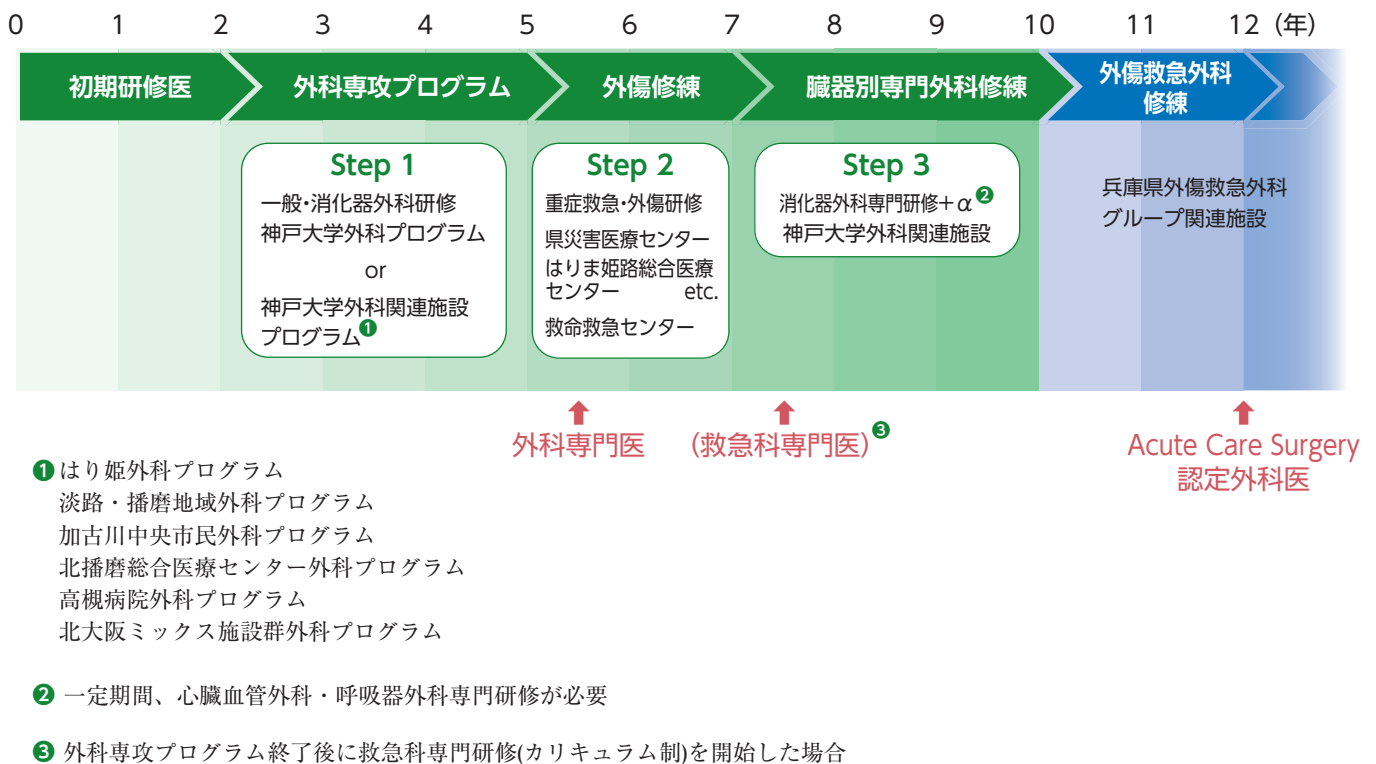 0 1 2 3 4 5 6 7 8 9 10 11 12 (年)
初期研修医
外科専攻プログラム
外傷修練
臓器別専門外科修練
外傷救急外科
修練
Step 1
一般・消化器外科研修
神戸大学外科プログラム
or
神戸大学外科関連施設
プログラム❶
Step 2
重症救急・外傷研修
県災害医療センター
はりま姫路総合医療
センター etc.
救命救急センター
Step 3
消化器外科専門研修+α❷
神戸大学外科関連施設
兵庫県外傷救急外科
グループ関連施設
外科専門医
(救急科専門医)❸
Acute Care Surgery
認定外科医
❶はり姫外科プログラム
淡路・播磨地域外科プログラム
加古川中央市民外科プログラム
北播磨総合医療センター外科プログラム
高槻病院外科プログラム
北大阪ミックス施設群外科プログラム
❷ 一定期間、心臓血管外科・呼吸器外科専門研修が必要
❸ 外科専攻プログラム終了後に救急科専門研修(カリキュラム制)を開始した場合